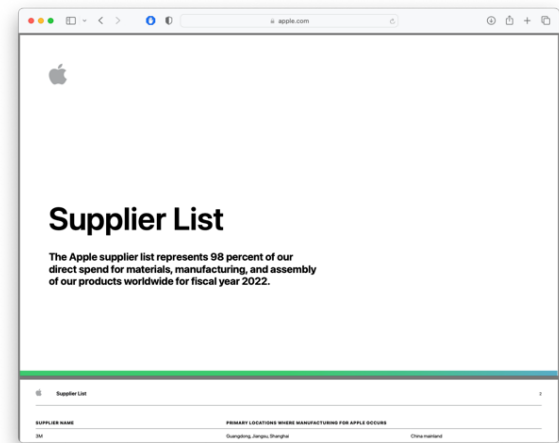 apple.com
Supplier List
The Apple supplier list represents 98 percent of our
direct spend for materials, manufacturing, and assembly
of our products worldwide for fiscal year 2022.
Supplier List 2
SUPPLIER NAME PRIMARY LOCATIONS WHERE MANUFACTURING FOR APPLE OCCURS
3M Guangdong, Jiangsu, Shanghai China mainland